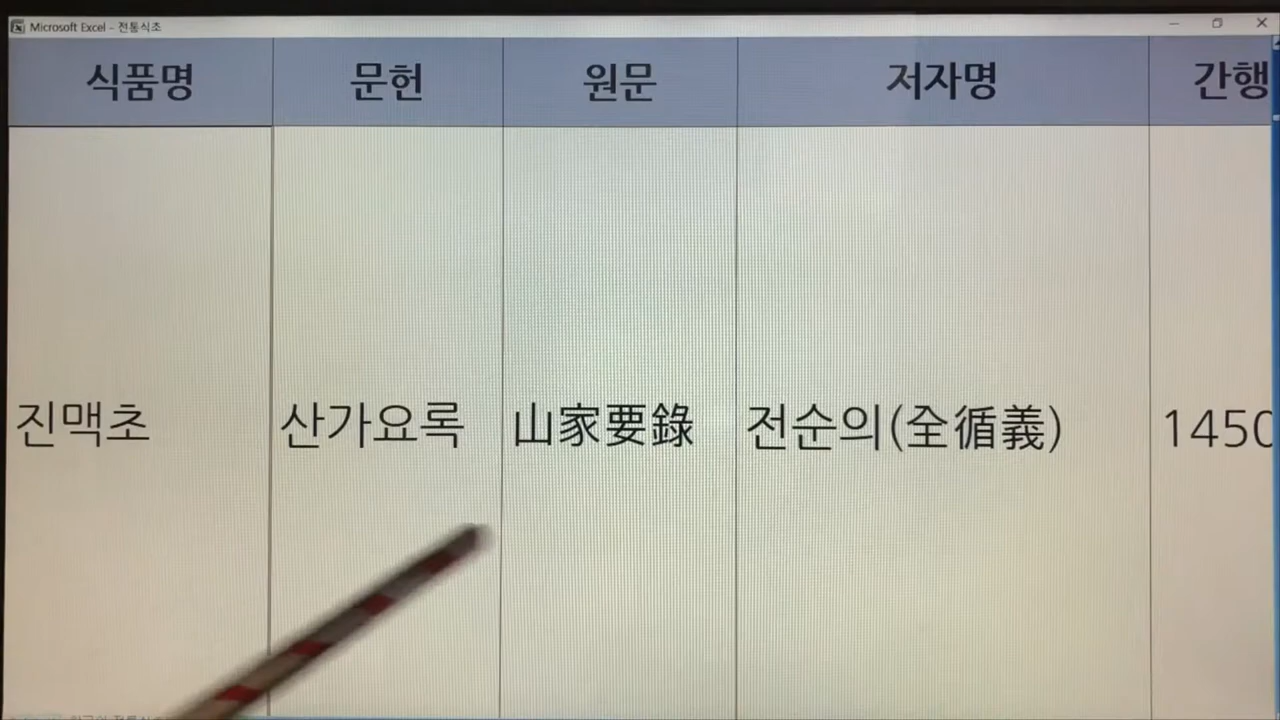 Microsoft Excel - 전통식초
식품명 문헌 원문 저자명 간행
진맥초 산가요록 山家要錄 전순의(全循義) 1450